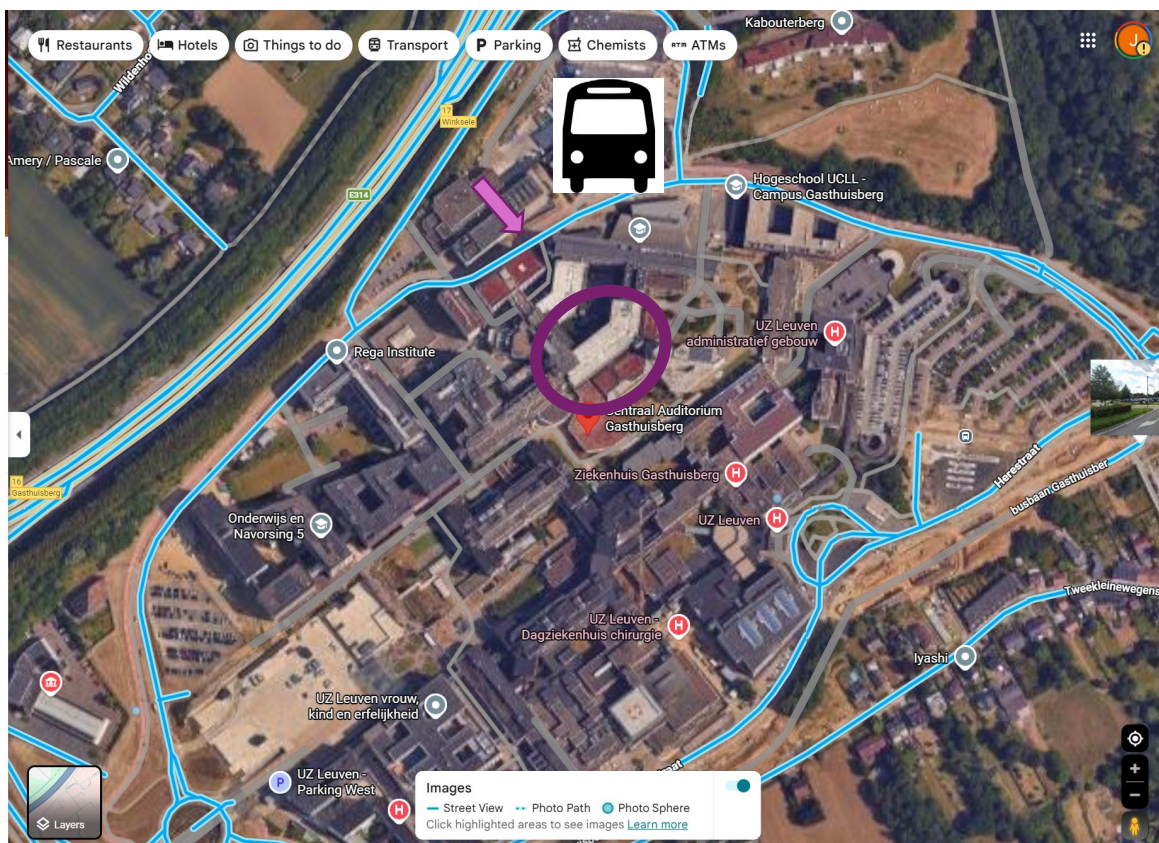 Restaurants
Hotels
Things to do
Transport
P Parking
Chemists
ATM ATMs
Kabouterberg
J
17
Winksele
Amery / Pascale
E314
Hogeschool UCLL -
Campus Gasthuisberg
UZ Leuven
administratief gebouw
H
Rega Institute
Centraal Auditorium
Gasthuisberg
Ziekenhuis Gasthuisberg
H
Herestraat
busbaan Gasthuisber
16
Gasthuisberg
UZ Leuven
H
Onderwijs en
Navorsing 5
Tweekleinewegens
UZ Leuven -
Dagziekenhuis chirurgie
H
Iyashi
UZ Leuven vrouw,
kind en erfelijkheid
P
UZ Leuven -
Parking West
H
Layers
Images
Street View
Photo Path
Photo Sphere
Click highlighted areas to see images Learn more